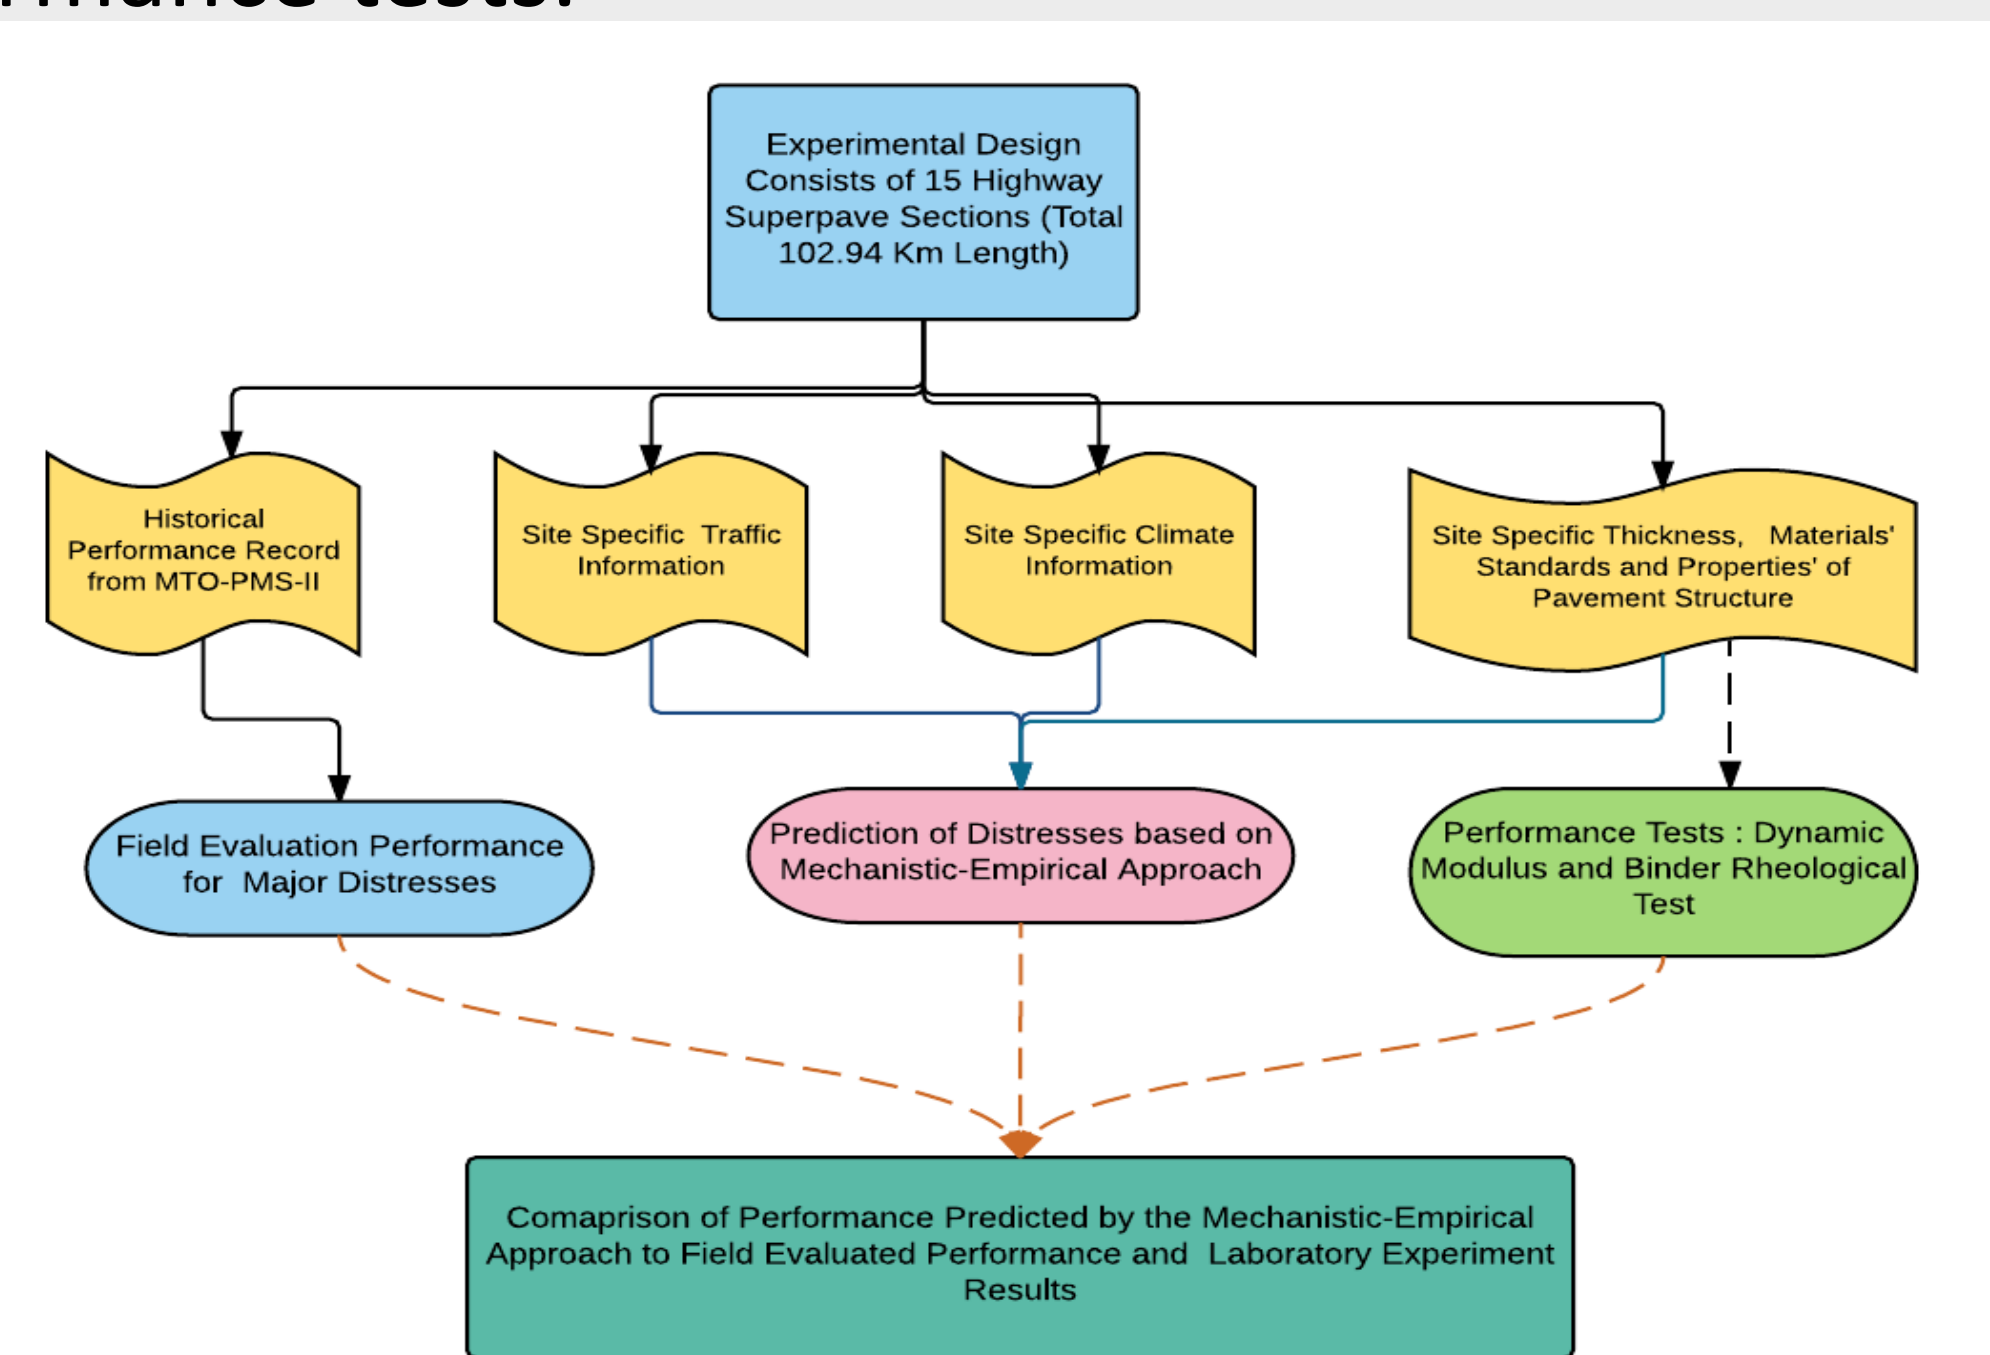 Experimental Design
Consists of 15 Highway
Superpave Sections (Total
102.94 Km Length)
Historical
Performance Record
from MTO-PMS-II
Site Specific  Traffic
Information
Site Specific Climate
Information
Site Specific Thickness,   Materials'
Standards and Properties' of
Pavement Structure
Field Evaluation Performance
for  Major Distresses
Prediction of Distresses based on
Mechanistic-Empirical Approach
Performance Tests : Dynamic
Modulus and Binder Rheological
Test
Comaprison of Performance Predicted by the Mechanistic-Empirical
Approach to Field Evaluated Performance and  Laboratory Experiment
Results